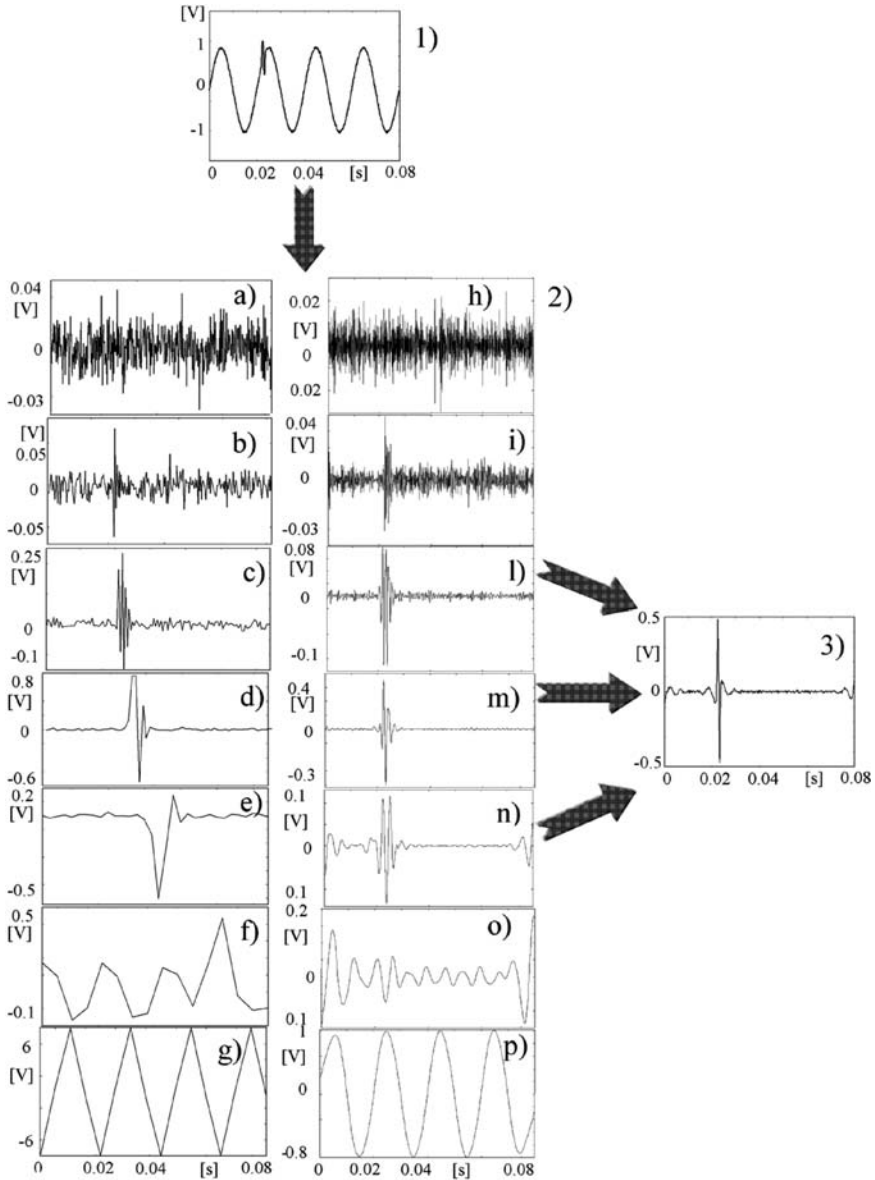 [V]
1)
1
0
-1
0 0.02 0.04 [s] 0.08
0.04
[V]
0
-0.03
a)
0.02
[V]
0
0.02
h)
2)
[V]
0.05
0
-0.05
b)
0.04
[V]
0
-0.03
i)
0.25
[V]
0
-0.1
c)
0.08
[V]
0
-0.1
l)
0.8
[V]
0
-0.6
d)
0.4
[V]
0
-0.3
m)
0.5
[V]
0
-0.5
3)
0 0.02 0.04 [s] 0.08
0.2
[V]
-0.5
e)
0.1
[V]
0
0.1
n)
0.5
[V]
-0.1
f)
0.2
[V]
0
0.1
o)
6
[V]
-6
g)
0 0.02 0.04 [s] 0.08
1
[V]
0
-0.8
p)
0 0.02 0.04 [s] 0.08